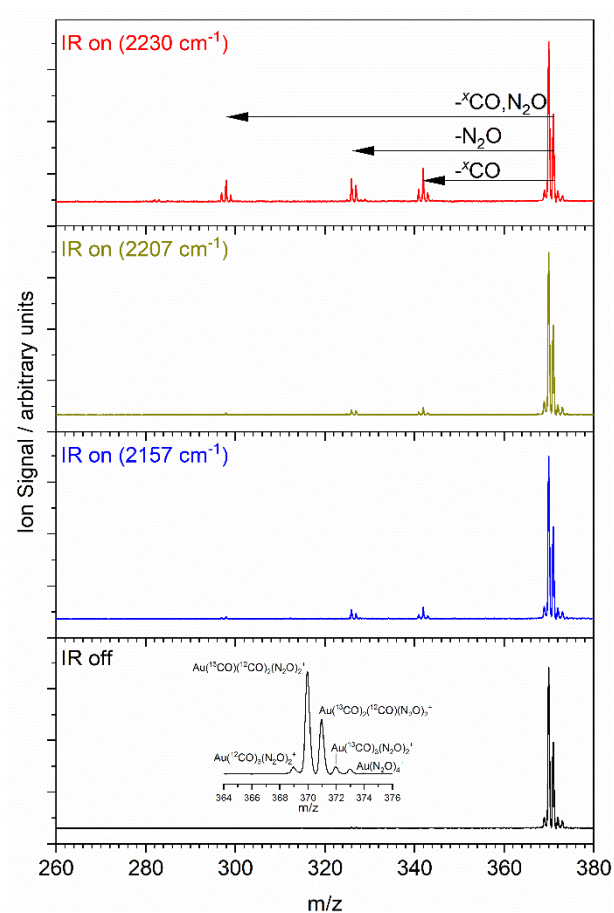 IR on (2230 cm⁻¹)
-ˣCO,N₂O
-N₂O
-ˣCO
IR on (2207 cm⁻¹)
IR on (2157 cm⁻¹)
IR off
Au(¹³CO)(¹²CO)₂(N₂O)₂⁺
Au(¹³CO)₂(¹²CO)(N₂O)₂⁺
Au(¹²CO)₃(N₂O)₂⁺
Au(¹³CO)₃(N₂O)₂⁺
Au(N₂O)₄⁺
364 366 368 370 372 374 376
m/z
Ion Signal / arbitrary units
260 280 300 320 340 360 380
m/z